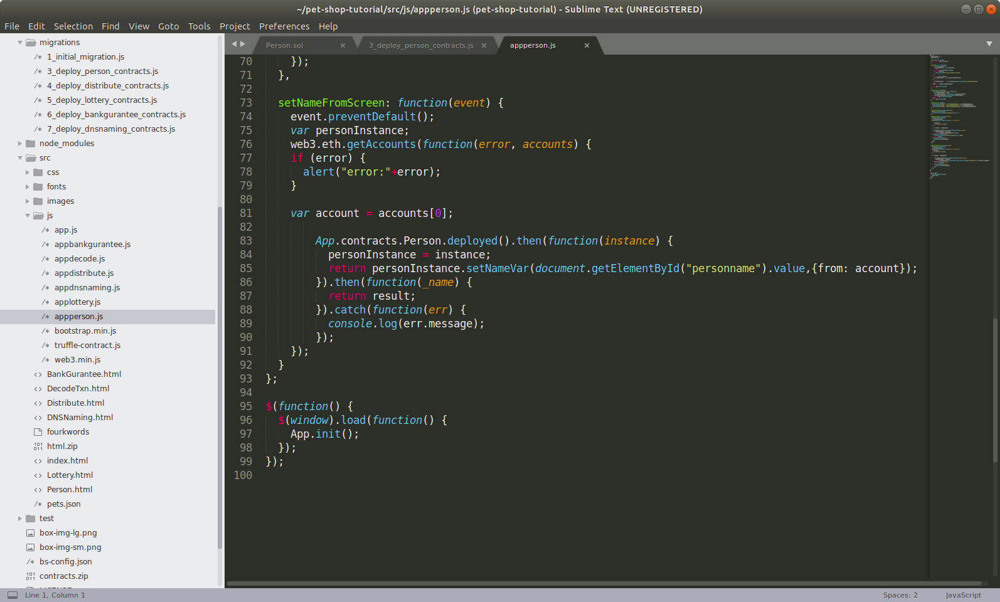 ~/pet-shop-tutorial/src/js/appperson.js (pet-shop-tutorial) - Sublime Text (UNREGISTERED)
File Edit Selection Find View Goto Tools Project Preferences Help
migrations
1_initial_migration.js
3_deploy_person_contracts.js
4_deploy_distribute_contracts.js
5_deploy_lottery_contracts.js
6_deploy_bankgurantee_contracts.js
7_deploy_dnsnaming_contracts.js
node_modules
src
css
fonts
images
js
/* app.js
/* appbankgurantee.js
/* appdecode.js
/* appdistribute.js
/* appdnsnaming.js
/* applottery.js
/* appperson.js
/* bootstrap.min.js
/* truffle-contract.js
/* web3.min.js
<> BankGurantee.html
<> DecodeTxn.html
<> Distribute.html
<> DNSNaming.html
fourkwords
html.zip
<> index.html
<> Lottery.html
<> Person.html
/* pets.json
test
box-img-lg.png
box-img-sm.png
/* bs-config.json
contracts.zip
Person.sol × 3_deploy_person_contracts.js × appperson.js ×
70 });
71 },
72
73 setNameFromScreen: function(event) {
74 event.preventDefault();
75 var personInstance;
76 web3.eth.getAccounts(function(error, accounts) {
77 if (error) {
78 alert("error:"+error);
79 }
80
81 var account = accounts[0];
82
83 App.contracts.Person.deployed().then(function(instance) {
84 personInstance = instance;
85 return personInstance.setNameVar(document.getElementById("personname").value,{from: account});
86 }).then(function(_name) {
87 return result;
88 }).catch(function(err) {
89 console.log(err.message);
90 });
91 });
92 }
93 };
94
95 $(function() {
96 $(window).load(function() {
97 App.init();
98 });
99 });
100
Line 1, Column 1 Spaces: 2 JavaScript